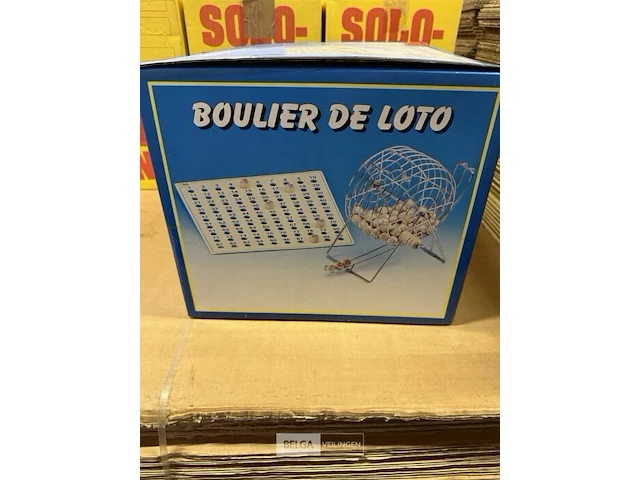 SOLO-
SOLO-
BOULIER DE LOTO
BELGA VEILINGEN